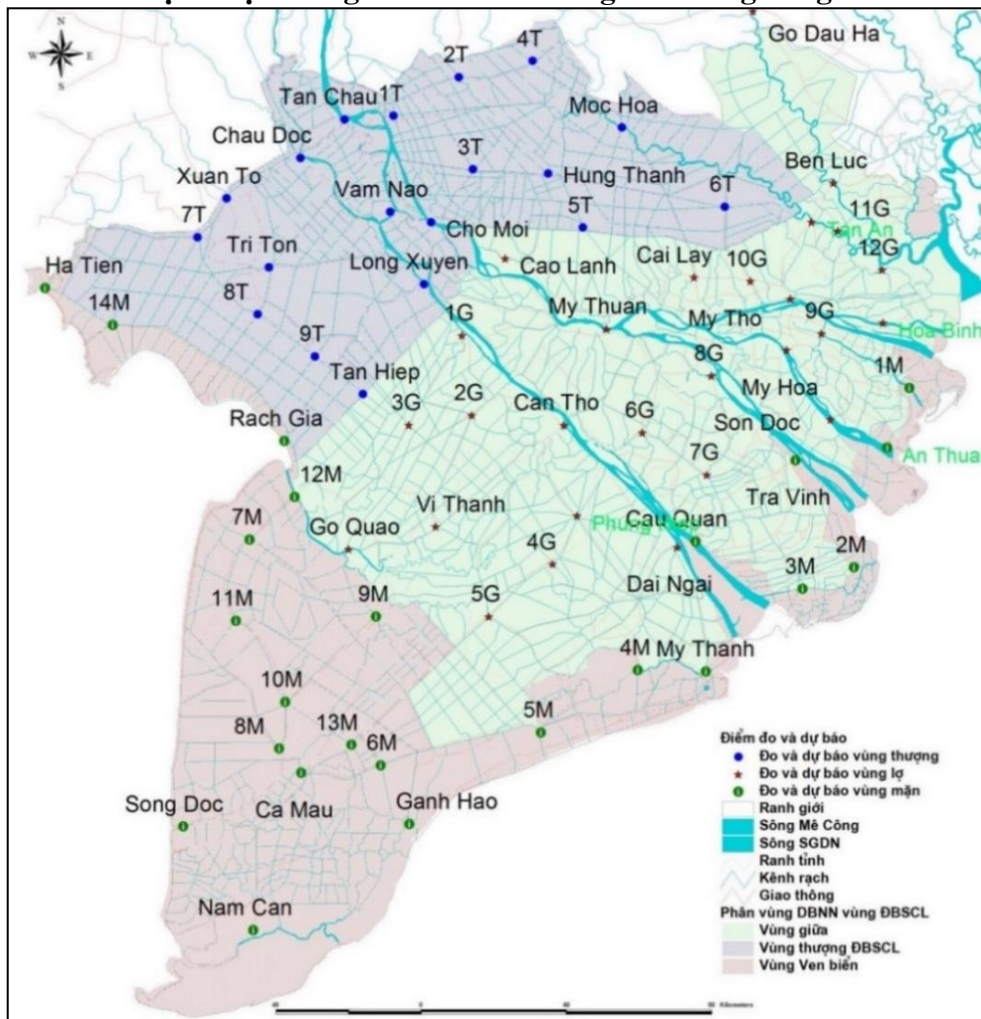 N
W
E
S
Go Dau Ha
4T
2T
Tan Chau
1T
Moc Hoa
Chau Doc
Ben Luc
3T
Xuan To
Hung Thanh
Vam Nao
6T
11G
7T
5T
Cho Moi
Tan An
Tri Ton
Cai Lay
12G
Ha Tien
Long Xuyen
Cao Lanh
10G
14M
8T
1G
My Thuan
My Tho
9G
Hoa Binh
9T
8G
1M
Tan Hiep
2G
My Hoa
3G
Can Tho
6G
Rach Gia
Son Doc
An Thua
7G
12M
Vi Thanh
Tra Vinh
7M
Go Quao
Cau Quan
4G
2M
3M
Dai Ngai
11M
9M
5G
4M
My Thanh
10M
8M
13M
6M
5M
Song Doc
Ca Mau
Ganh Hao
Nam Can
Điểm đo và dự báo
Đo và dự báo vùng thượng
Đo và dự báo vùng lợ
Đo và dự báo vùng mặn
Ranh giới
Sông Mê Công
Sông SGDN
Ranh tỉnh
Kênh rạch
Giao thông
Phân vùng DBNN vùng ĐBSCL
Vùng giữa
Vùng thượng ĐBSCL
Vùng Ven biển
40
0
Kilometers